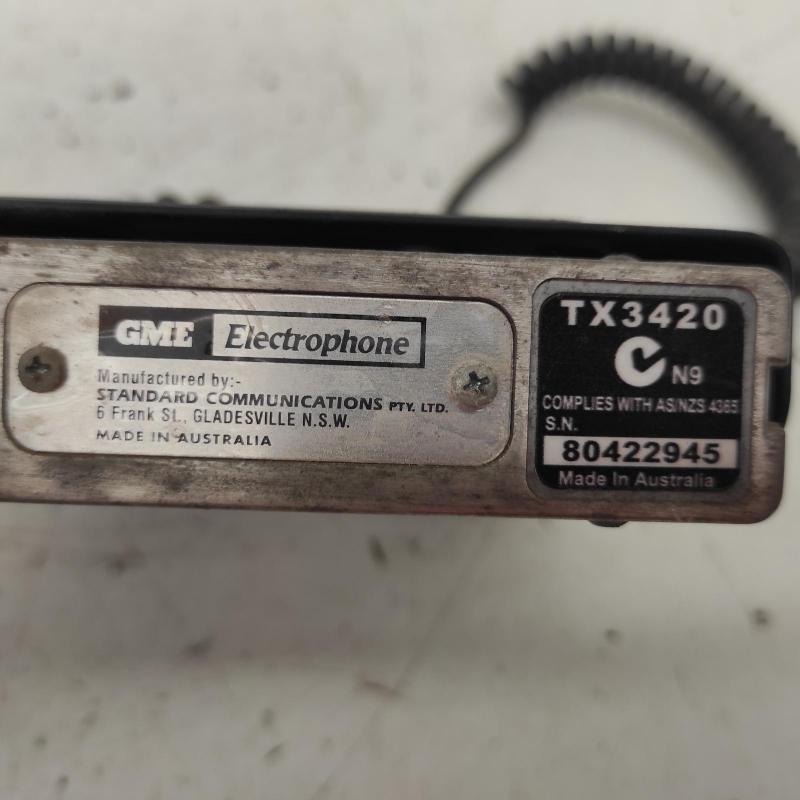 GME Electrophone
Manufactured by:-
STANDARD COMMUNICATIONS PTY. LTD.
6 Frank St., GLADESVILLE N.S.W.
MADE IN AUSTRALIA
TX3420
N9
COMPLIES WITH AS/NZS 4365
S.N.
80422945
Made In Australia